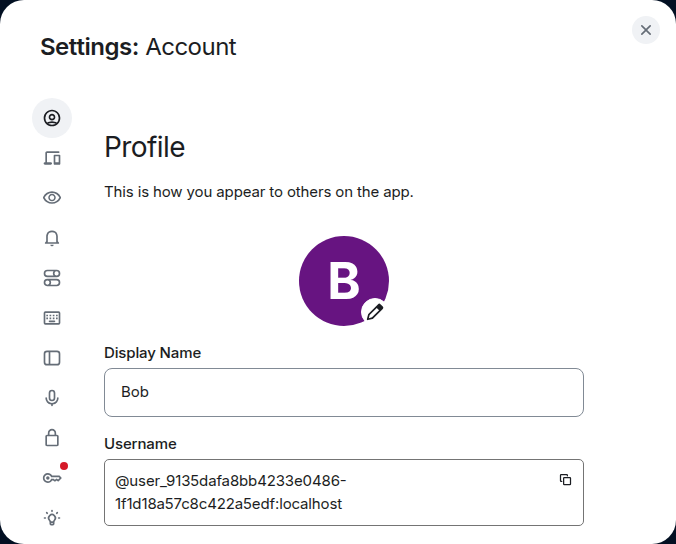 Settings: Account
Profile
This is how you appear to others on the app.
B
Display Name
Bob
Username
@user_9135dafa8bb4233e0486-
1f1d18a57c8c422a5edf:localhost